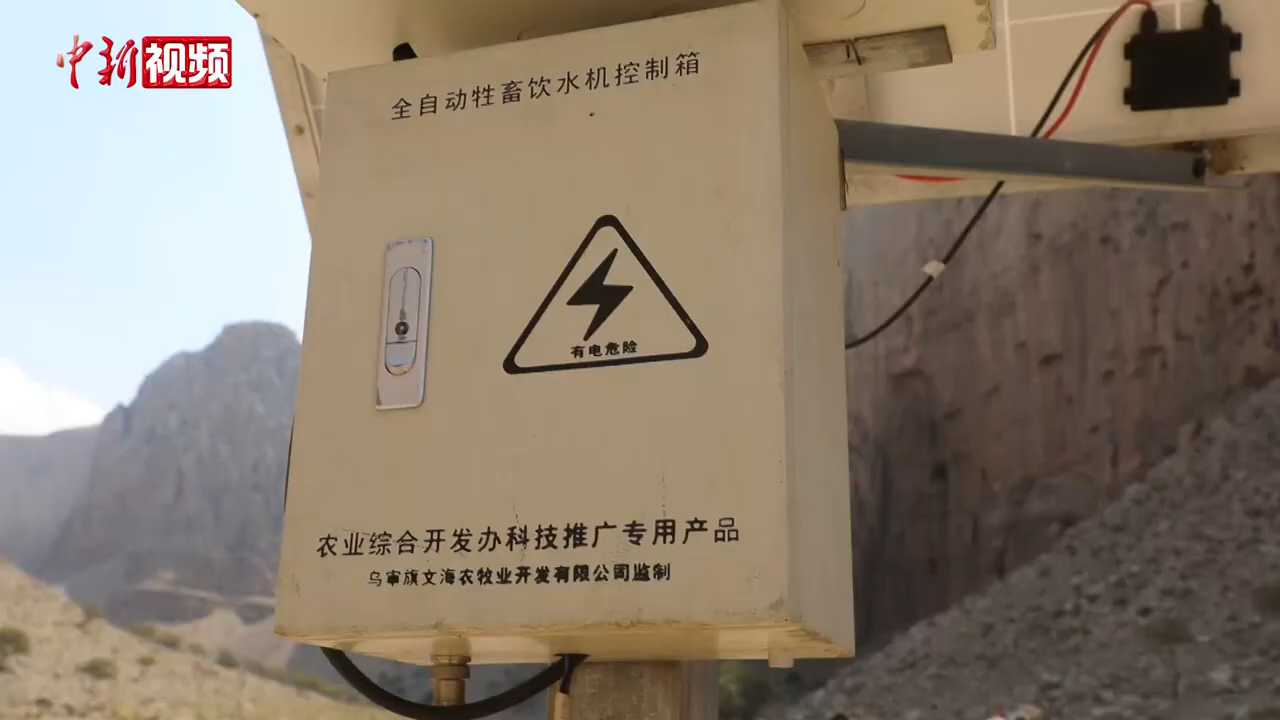 中新视频
全自动牲畜饮水机控制箱
有电危险
农业综合开发办科技推广专用产品
乌审旗文海农牧业开发有限公司监制